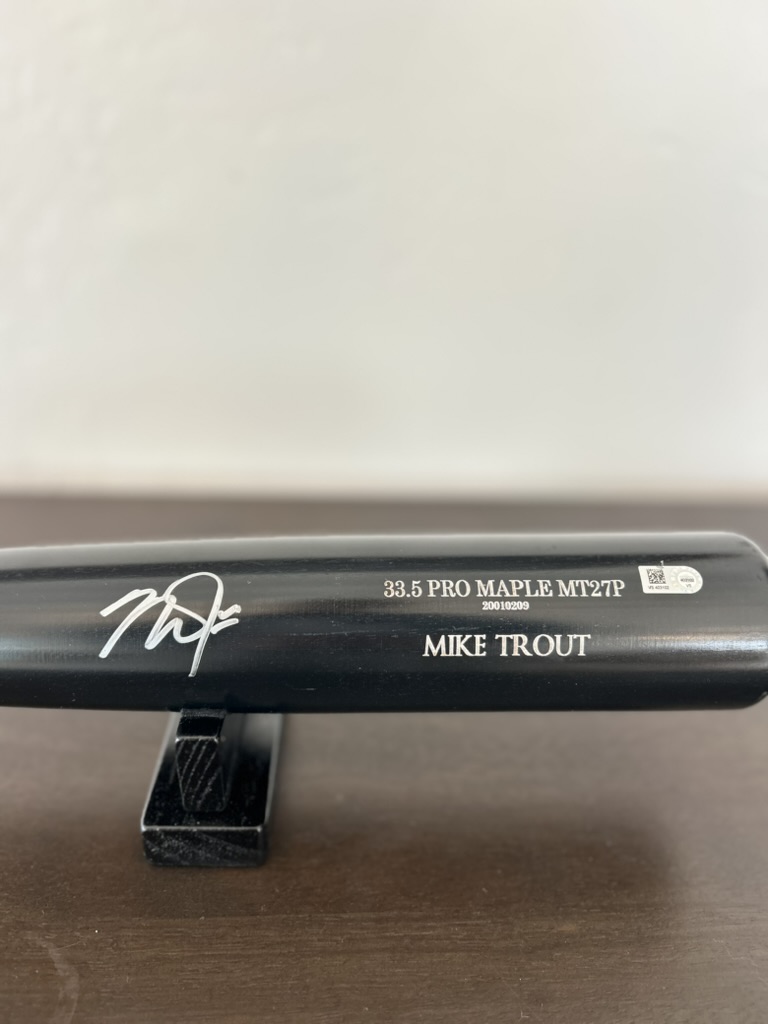 33.5 PRO MAPLE MT27P
20010209
MIKE TROUT